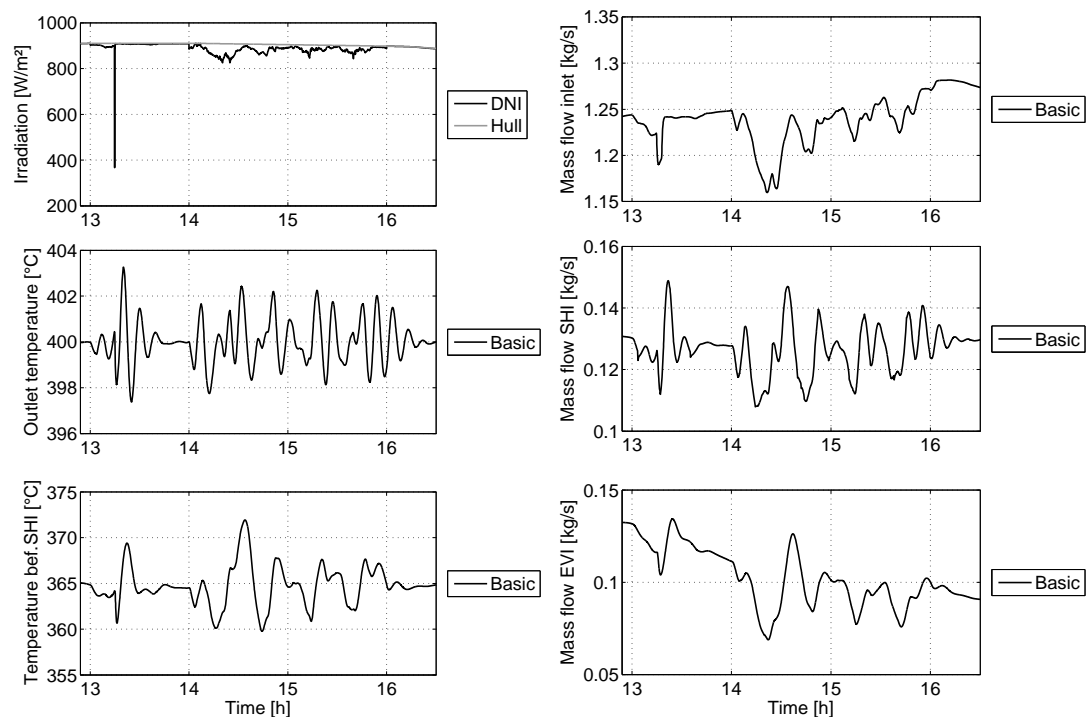 1000
800
600
400
200
Irradiation [W/m²]
13 14 15 16
DNI
Hull
1.35
1.3
1.25
1.2
1.15
Mass flow inlet [kg/s]
13 14 15 16
Basic
404
402
400
398
396
Outlet temperature [°C]
13 14 15 16
Basic
0.16
0.14
0.12
0.1
Mass flow SHI [kg/s]
13 14 15 16
Basic
375
370
365
360
355
Temperature bef.SHI [°C]
13 14 15 16
Time [h]
Basic
0.15
0.1
0.05
Mass flow EVI [kg/s]
13 14 15 16
Time [h]
Basic